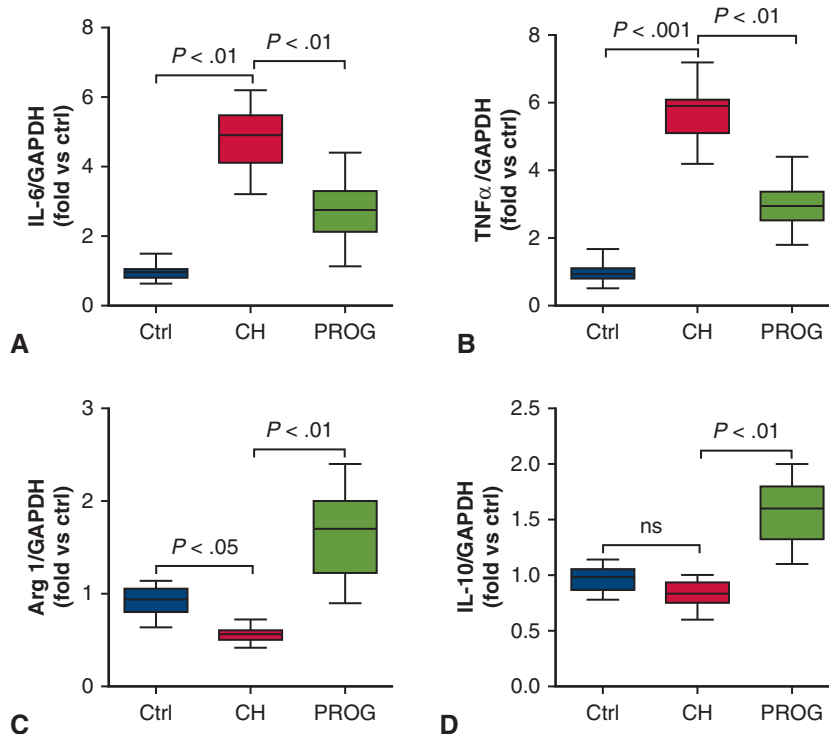 8
6
4
2
0
IL-6/GAPDH
(fold vs ctrl)
P < .01
P < .01
Ctrl
CH
PROG
A
8
6
4
2
0
TNFα/GAPDH
(fold vs ctrl)
P < .001
P < .01
Ctrl
CH
PROG
B
3
2
1
0
Arg 1/GAPDH
(fold vs ctrl)
P < .05
P < .01
Ctrl
CH
PROG
C
2.5
2.0
1.5
1.0
0.5
0.0
IL-10/GAPDH
(fold vs ctrl)
ns
P < .01
Ctrl
CH
PROG
D